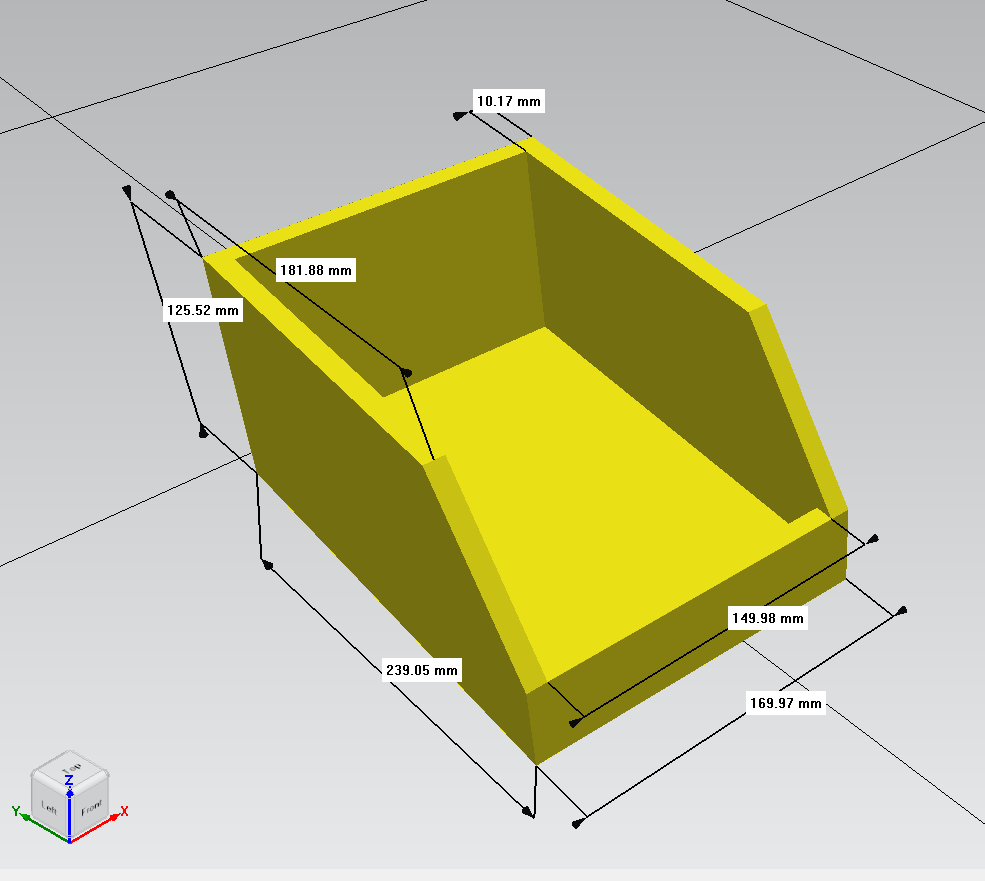 10.17 mm
181.88 mm
125.52 mm
149.98 mm
239.05 mm
169.97 mm
Top
Z
Left
Front
Y
X